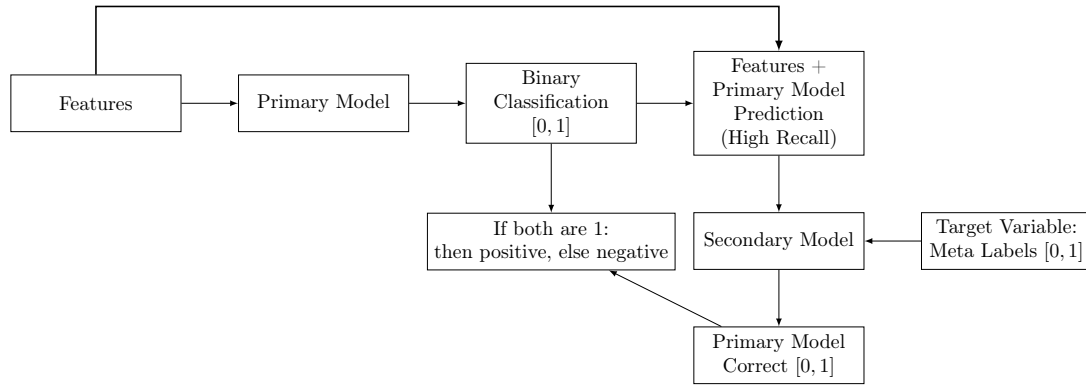 Features
Primary Model
Binary
Classification
[0, 1]
Features +
Primary Model
Prediction
(High Recall)
If both are 1:
then positive, else negative
Secondary Model
Target Variable:
Meta Labels [0, 1]
Primary Model
Correct [0, 1]